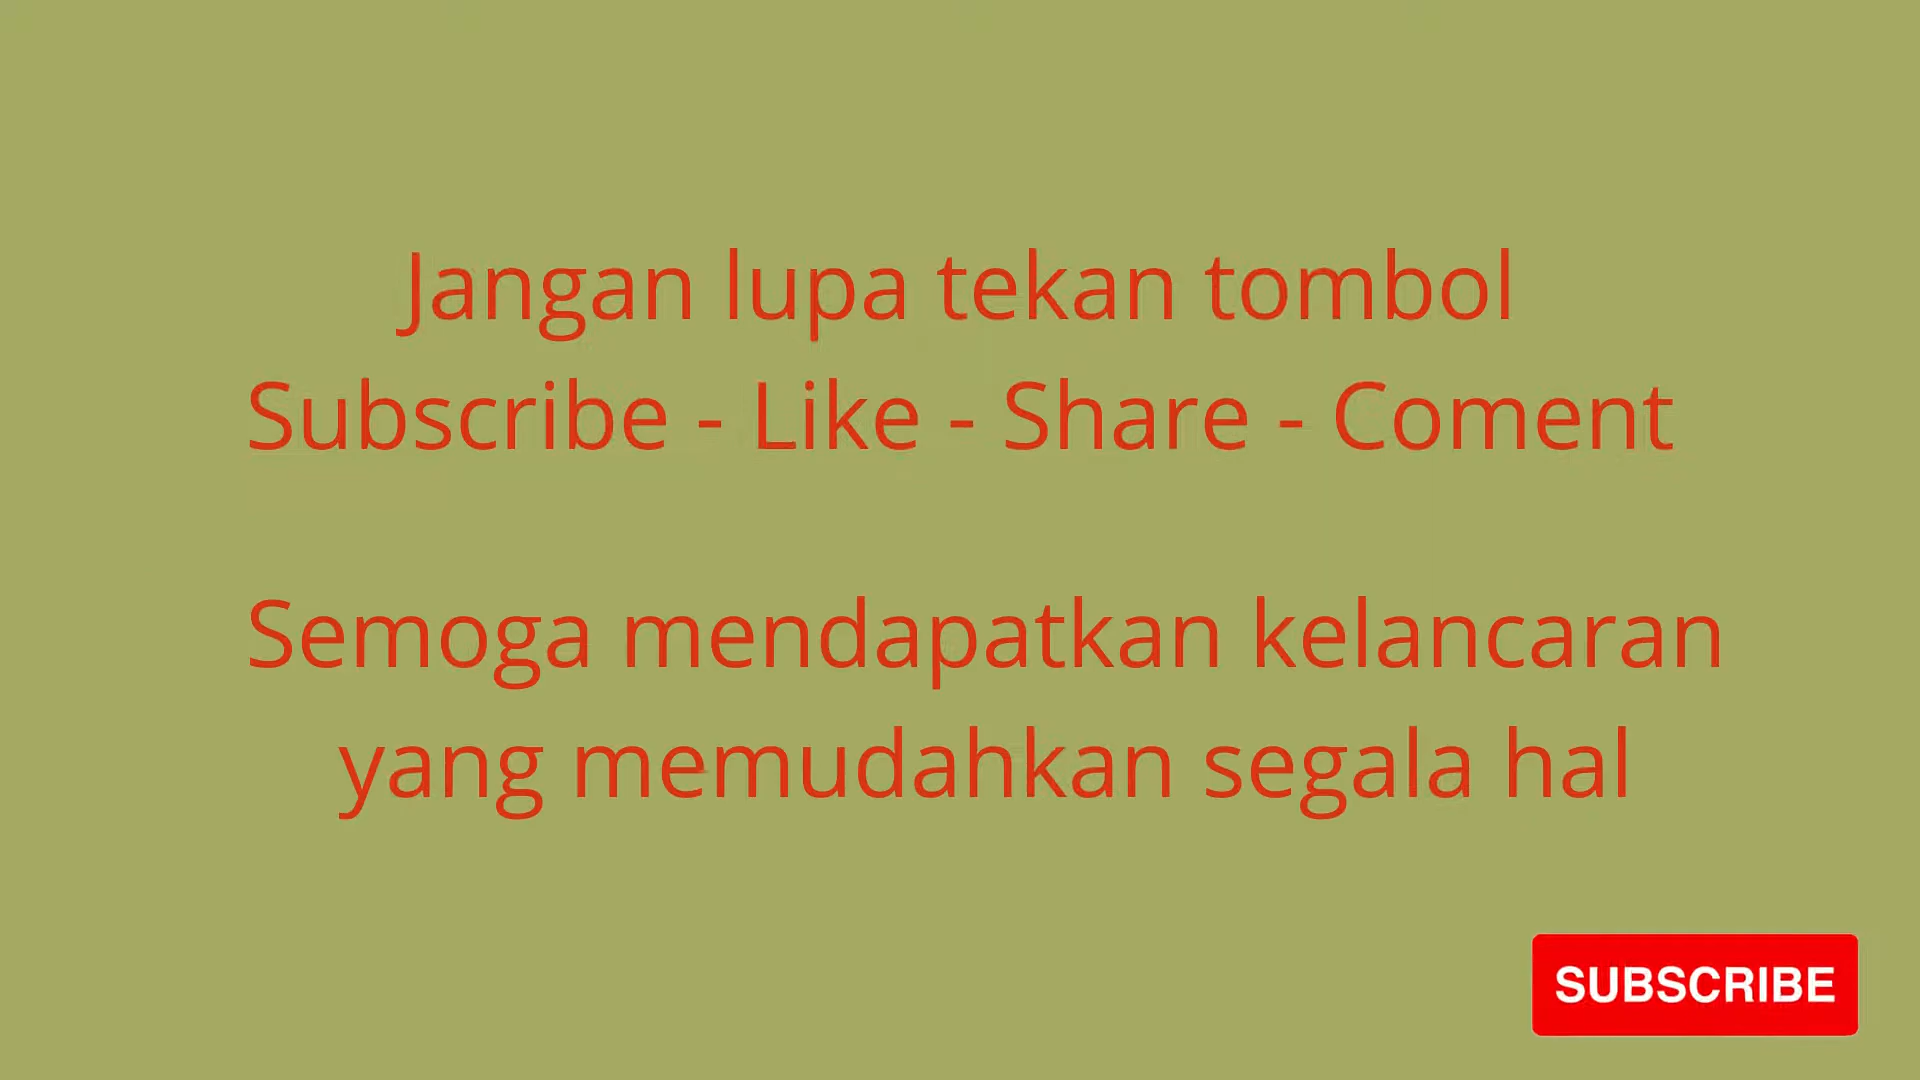 Jangan lupa tekan tombol
Subscribe - Like - Share - Coment
Semoga mendapatkan kelancaran
yang memudahkan segala hal
SUBSCRIBE